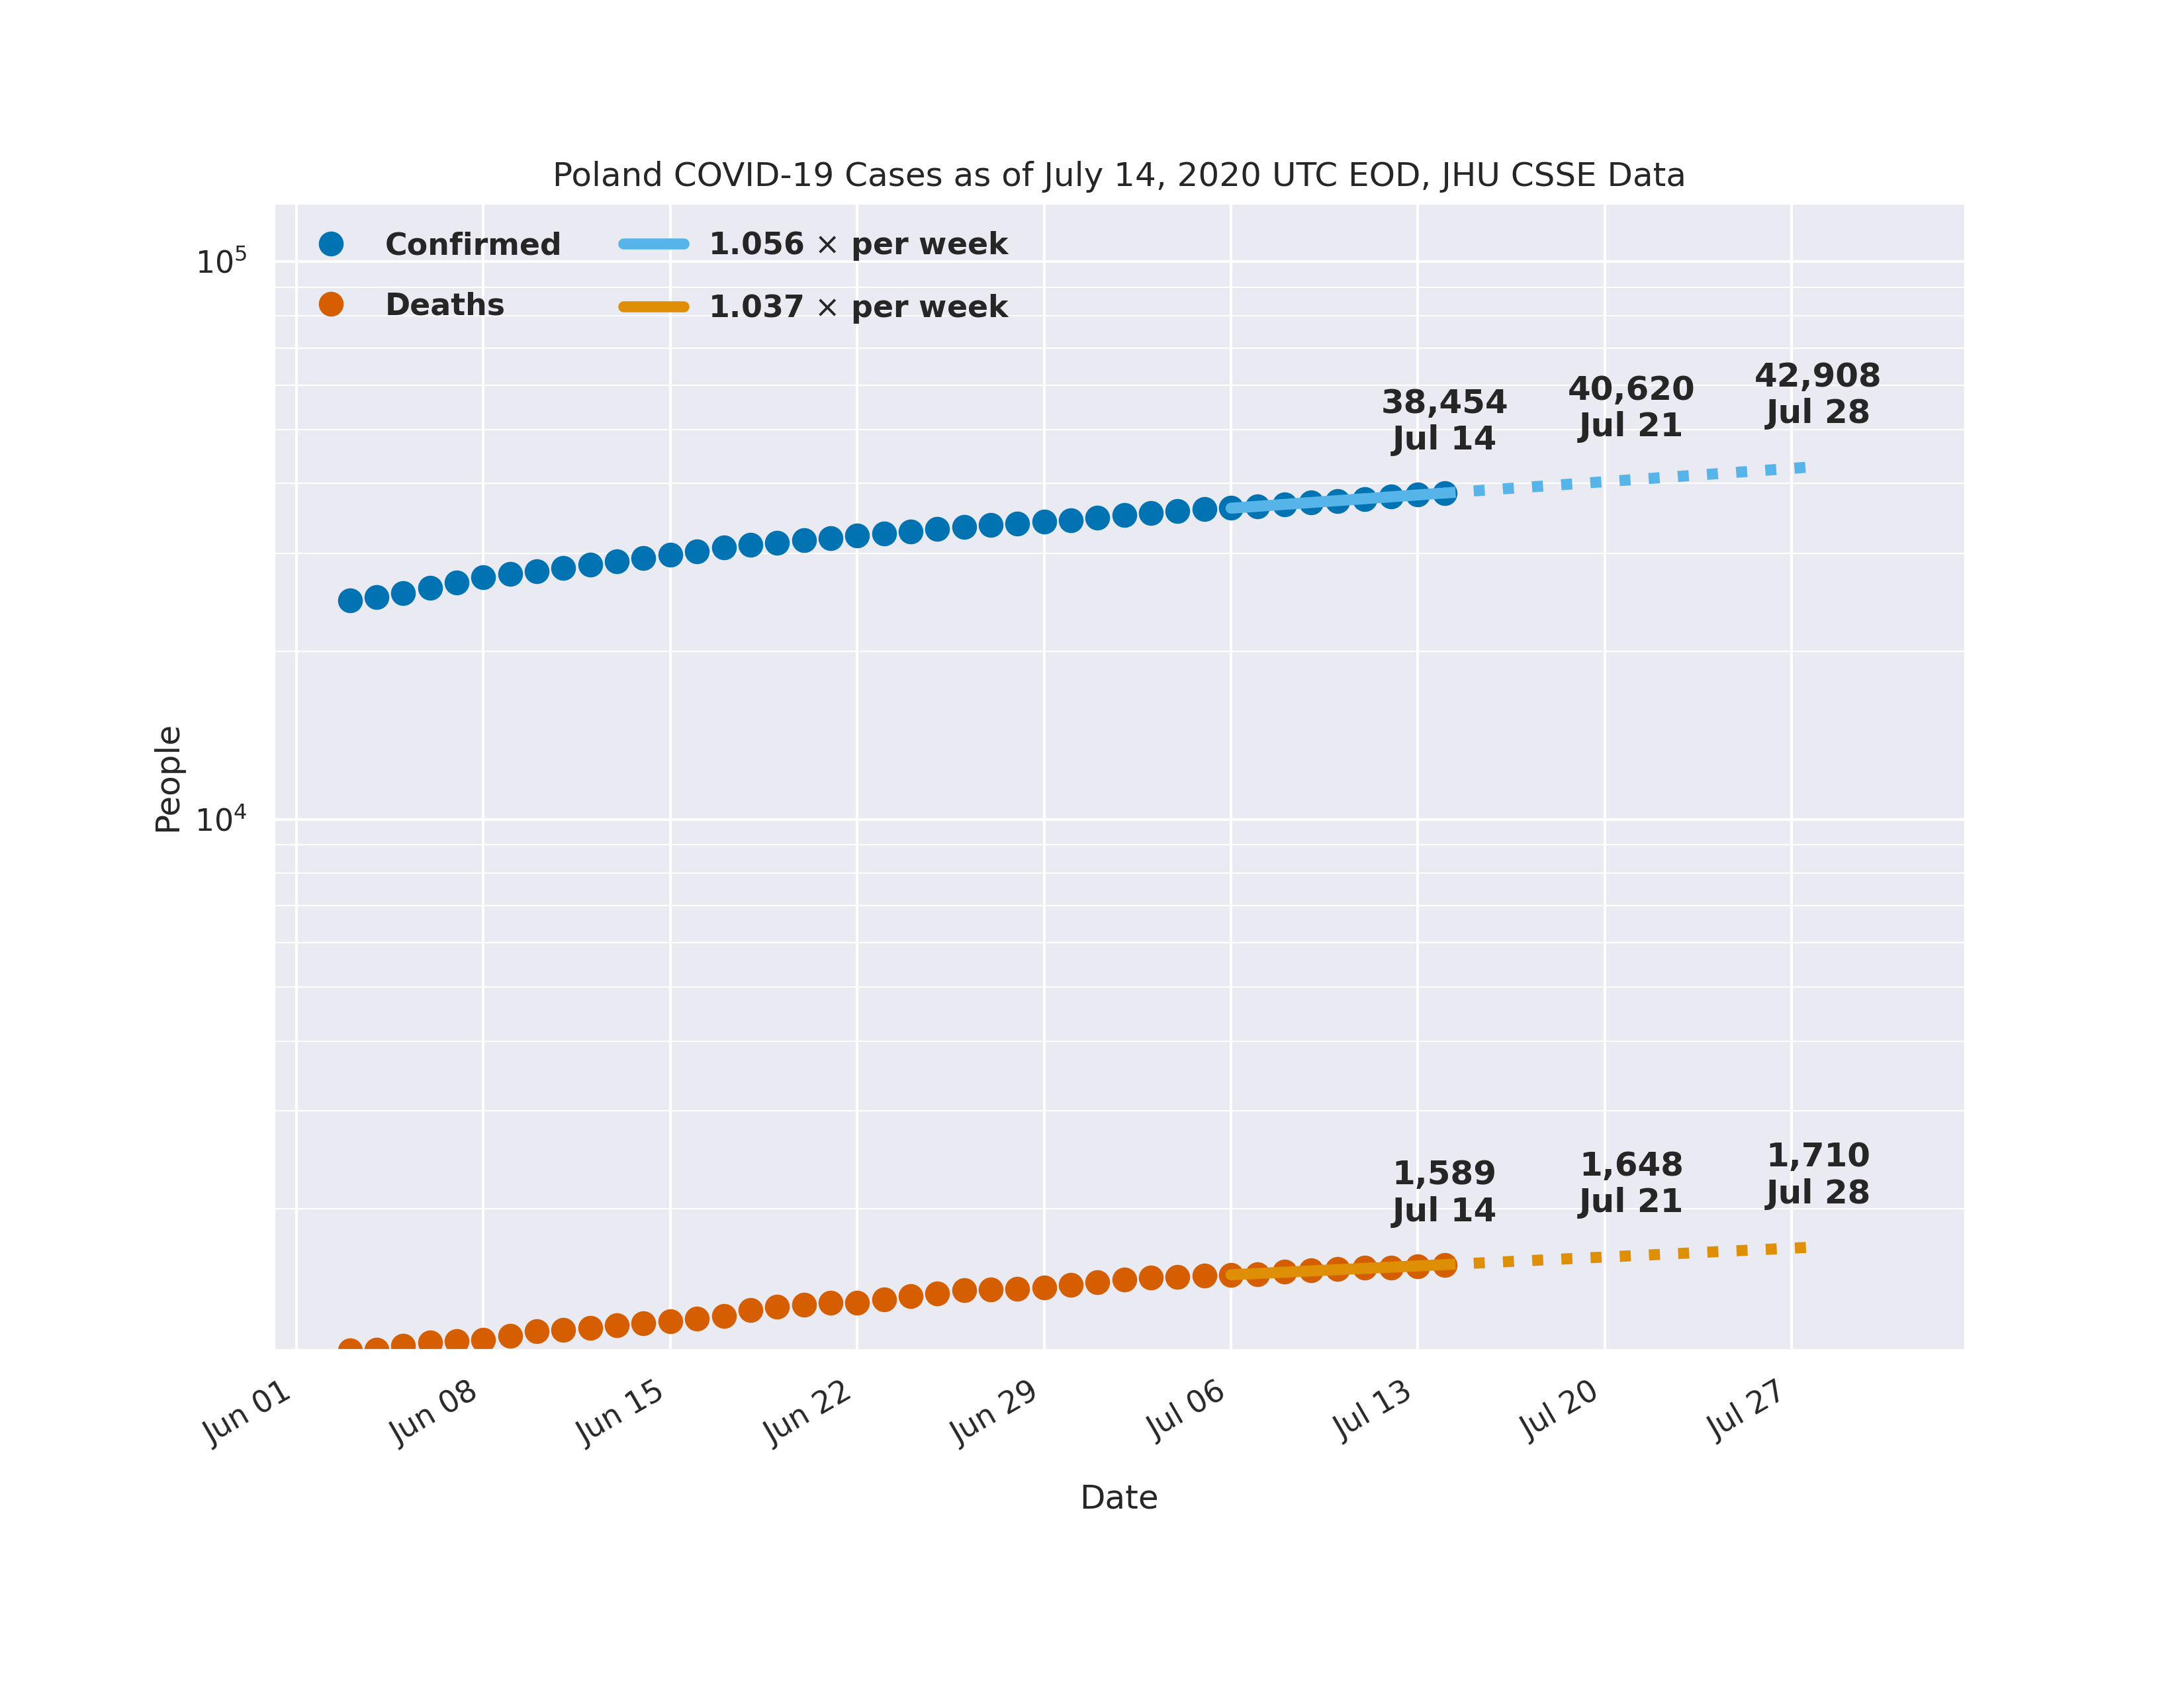 Poland COVID-19 Cases as of July 14, 2020 UTC EOD, JHU CSSE Data
Confirmed
Deaths
1.056 × per week
1.037 × per week
10⁵
10⁴
People
38,454
Jul 14
40,620
Jul 21
42,908
Jul 28
1,589
Jul 14
1,648
Jul 21
1,710
Jul 28
Jun 01
Jun 08
Jun 15
Jun 22
Jun 29
Jul 06
Jul 13
Jul 20
Jul 27
Date